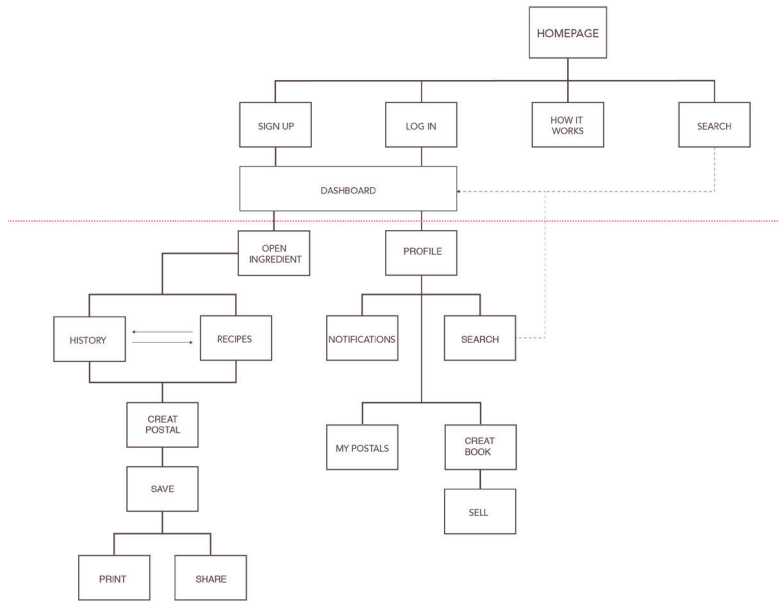 HOMEPAGE
SIGN UP
LOG IN
HOW IT
WORKS
SEARCH
DASHBOARD
OPEN
INGREDIENT
PROFILE
HISTORY
RECIPES
NOTIFICATIONS
SEARCH
CREAT
POSTAL
MY POSTALS
CREAT
BOOK
SAVE
SELL
PRINT
SHARE